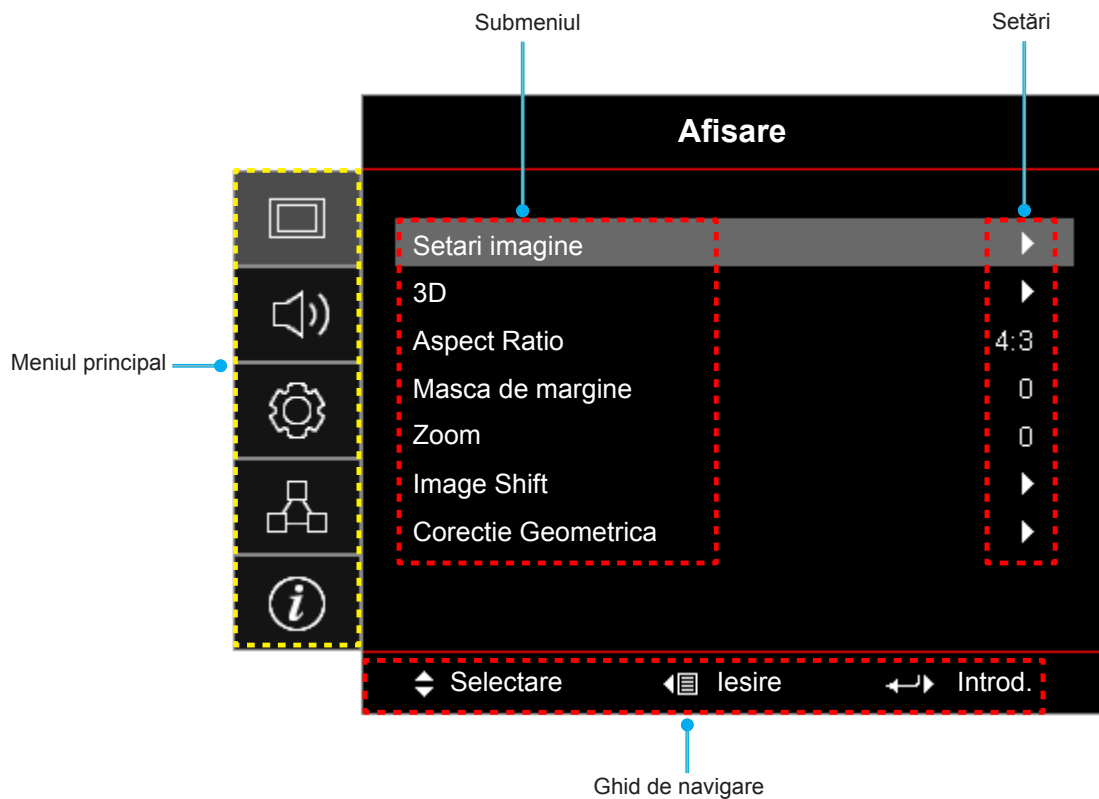 Submeniul Setări
Afisare
Setari imagine
3D
Aspect Ratio 4:3
Meniul principal
Masca de margine 0
Zoom 0
Image Shift
Corectie Geometrica
i
Selectare Iesire Introd.
Ghid de navigare